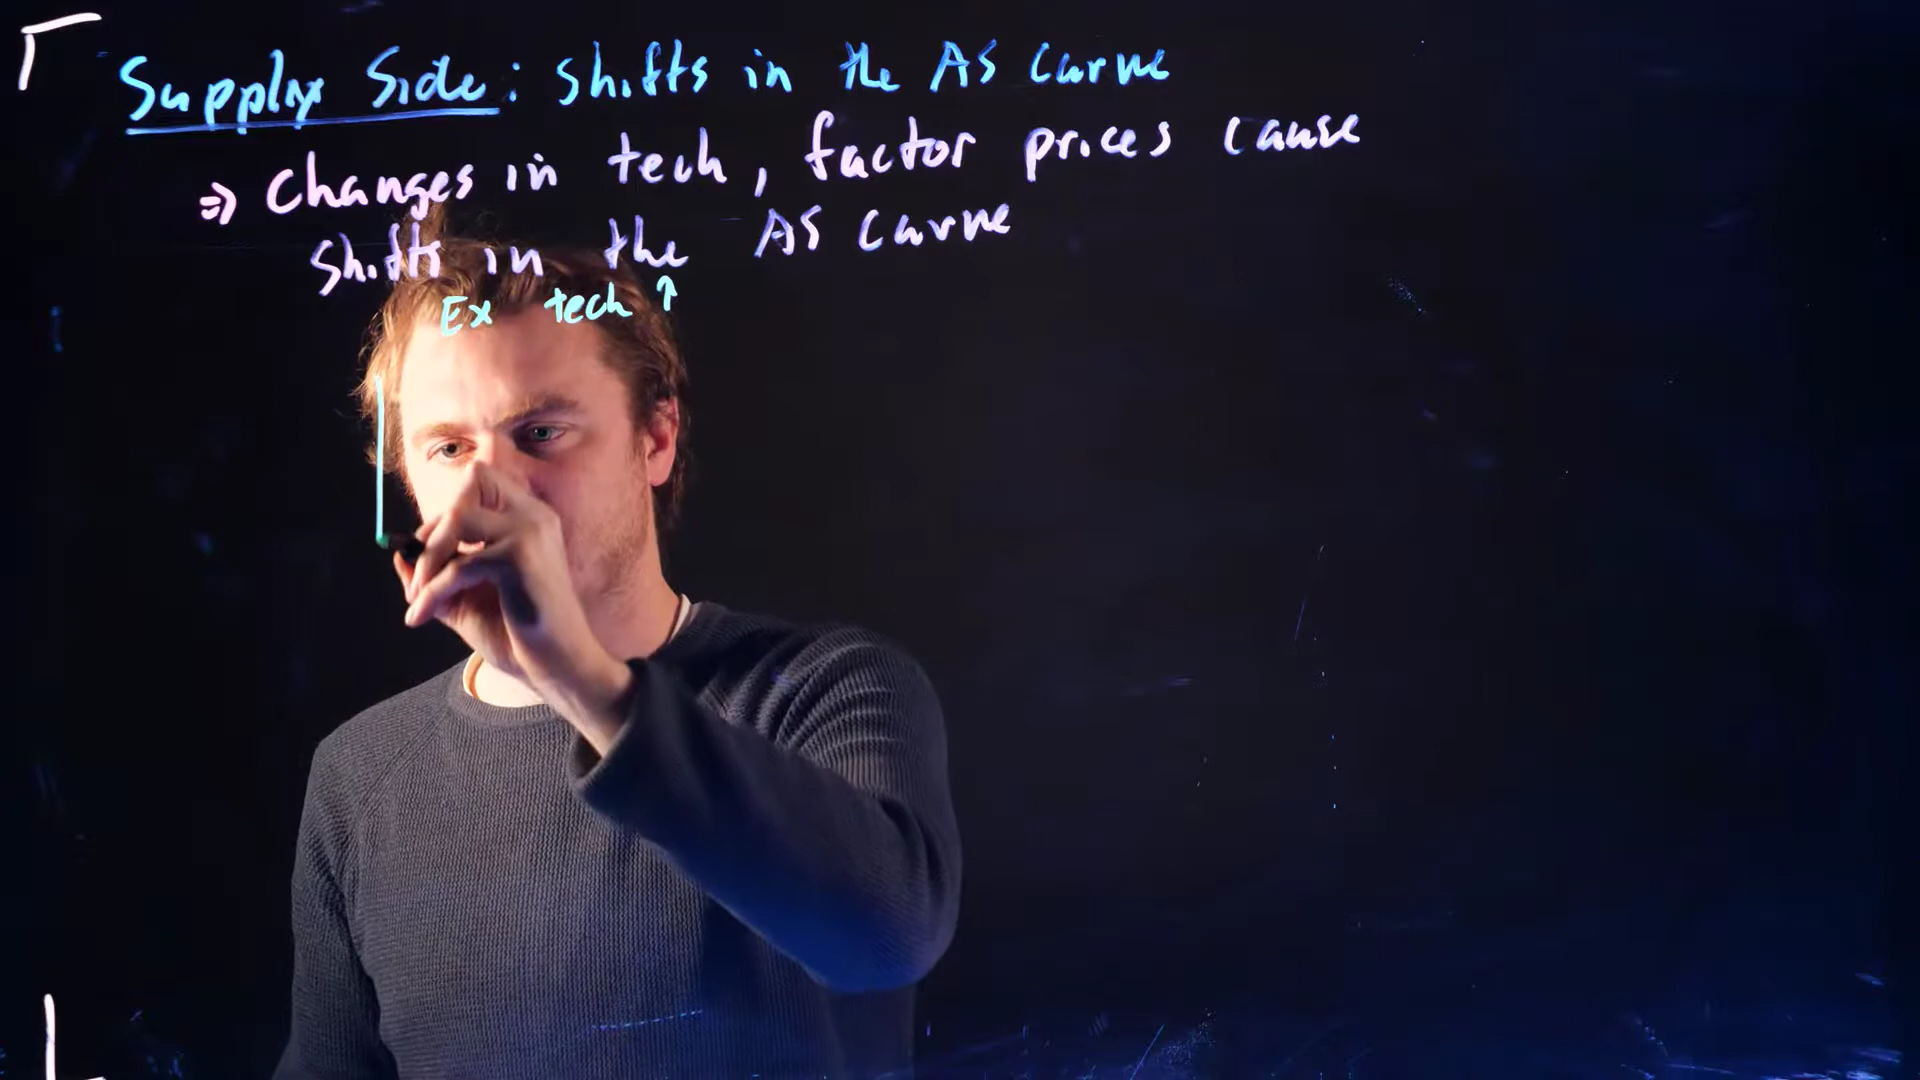 Supply Side: Shifts in the AS Curve
⇒ Changes in tech, factor prices cause
Shifts in the AS Curve
Ex tech ↑